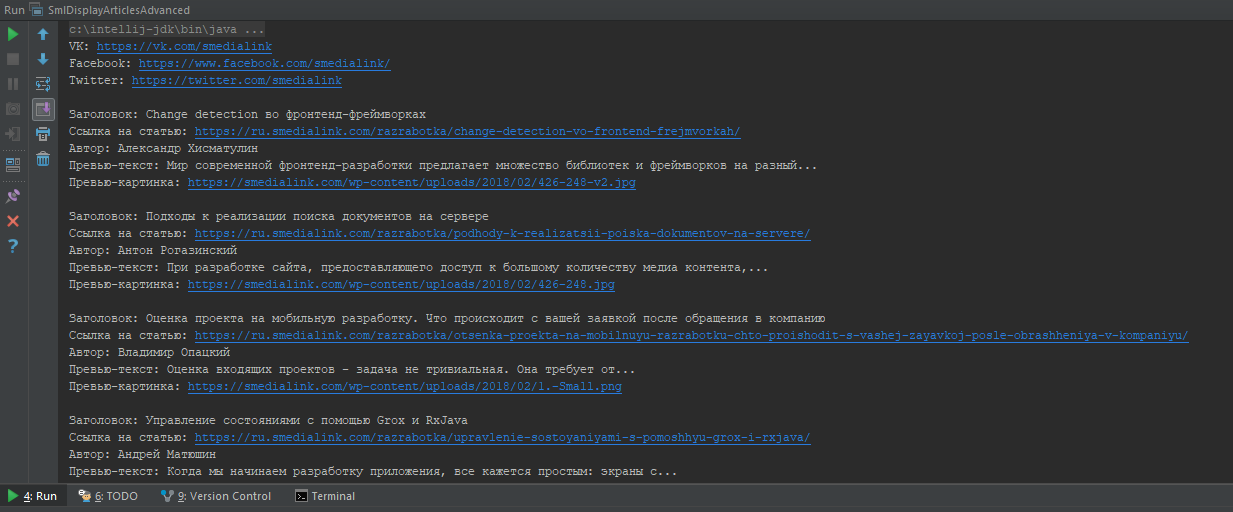 Run SmlDisplayArticlesAdvanced
c:\intellij-jdk\bin\java ...
VK: https://vk.com/smedialink
Facebook: https://www.facebook.com/smedialink/
Twitter: https://twitter.com/smedialink
Заголовок: Change detection во фронтенд-фреймворках
Ссылка на статью: https://ru.smedialink.com/razrabotka/change-detection-vo-frontend-frejmvorkah/
Автор: Александр Хисматулин
Превью-текст: Мир современной фронтенд-разработки предлагает множество библиотек и фреймворков на разный...
Превью-картинка: https://smedialink.com/wp-content/uploads/2018/02/426-248-v2.jpg
Заголовок: Подходы к реализации поиска документов на сервере
Ссылка на статью: https://ru.smedialink.com/razrabotka/podhody-k-realizatsii-poiska-dokumentov-na-servere/
Автор: Антон Рогазинский
Превью-текст: При разработке сайта, предоставляющего доступ к большому количеству медиа контента,...
Превью-картинка: https://smedialink.com/wp-content/uploads/2018/02/426-248.jpg
Заголовок: Оценка проекта на мобильную разработку. Что происходит с вашей заявкой после обращения в компанию
Ссылка на статью: https://ru.smedialink.com/razrabotka/otsenka-proekta-na-mobilnuyu-razrabotku-chto-proishodit-s-vashej-zayavkoj-posle-obrashheniya-v-kompaniyu/
Автор: Владимир Опацкий
Превью-текст: Оценка входящих проектов - задача не тривиальная. Она требует от...
Превью-картинка: https://smedialink.com/wp-content/uploads/2018/02/1.-Small.png
Заголовок: Управление состояниями с помощью Grox и RxJava
Ссылка на статью: https://ru.smedialink.com/razrabotka/upravlenie-sostoyaniyami-s-pomoshhyu-grox-i-rxjava/
Автор: Андрей Матюшин
Превью-текст: Когда мы начинаем разработку приложения, все кажется простым: экраны с...
4: Run 6: TODO 9: Version Control Terminal